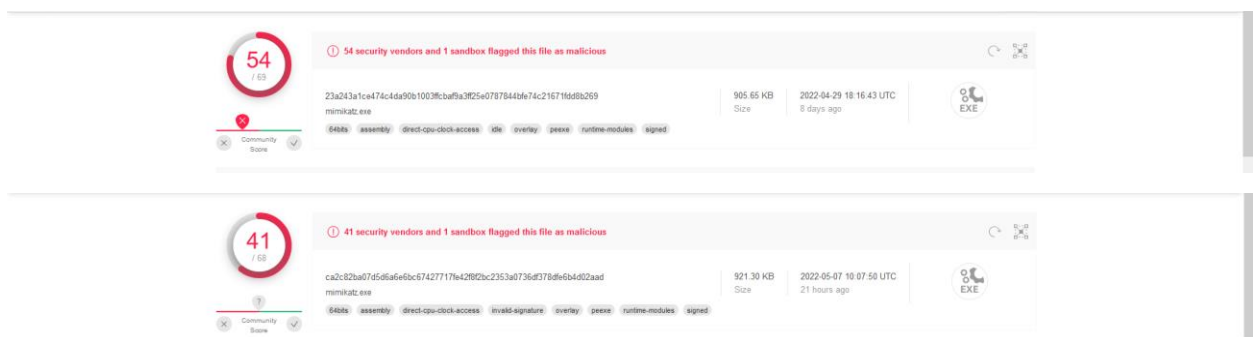 54
/ 69
54 security vendors and 1 sandbox flagged this file as malicious
23a243a1ce474c4da90b1003ffcbaf9a3ff25e0787844bfe74c21671fdd8b269
mimikatz.exe
64bits assembly direct-cpu-clock-access idle overlay peexe runtime-modules signed
905.65 KB
Size
2022-04-29 18:16:43 UTC
8 days ago
EXE
Community
Score
41
/ 68
41 security vendors and 1 sandbox flagged this file as malicious
ca2c82ba07d5d6a6e6bc67427717fe42f8f2bc2353a0736df378dfe6b4d02aad
mimikatz.exe
64bits assembly direct-cpu-clock-access invalid-signature overlay peexe runtime-modules signed
921.30 KB
Size
2022-05-07 10:07:50 UTC
21 hours ago
EXE
?
Community
Score